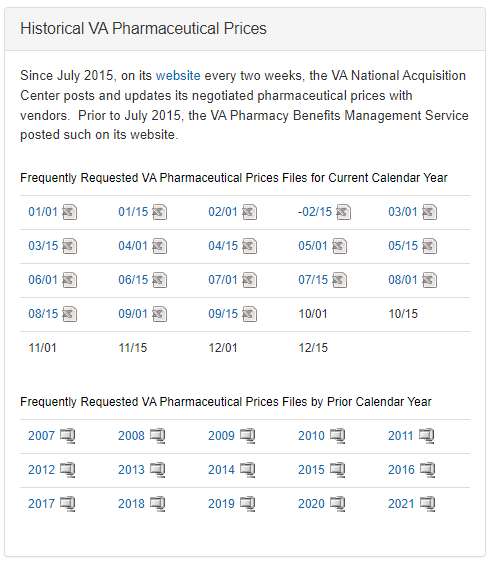 Historical VA Pharmaceutical Prices
Since July 2015, on its website every two weeks, the VA National Acquisition
Center posts and updates its negotiated pharmaceutical prices with
vendors.  Prior to July 2015, the VA Pharmacy Benefits Management Service
posted such on its website.
Frequently Requested VA Pharmaceutical Prices Files for Current Calendar Year
01/01 01/15 02/01 -02/15 03/01
03/15 04/01 04/15 05/01 05/15
06/01 06/15 07/01 07/15 08/01
08/15 09/01 09/15 10/01 10/15
11/01 11/15 12/01 12/15
Frequently Requested VA Pharmaceutical Prices Files by Prior Calendar Year
2007 2008 2009 2010 2011
2012 2013 2014 2015 2016
2017 2018 2019 2020 2021